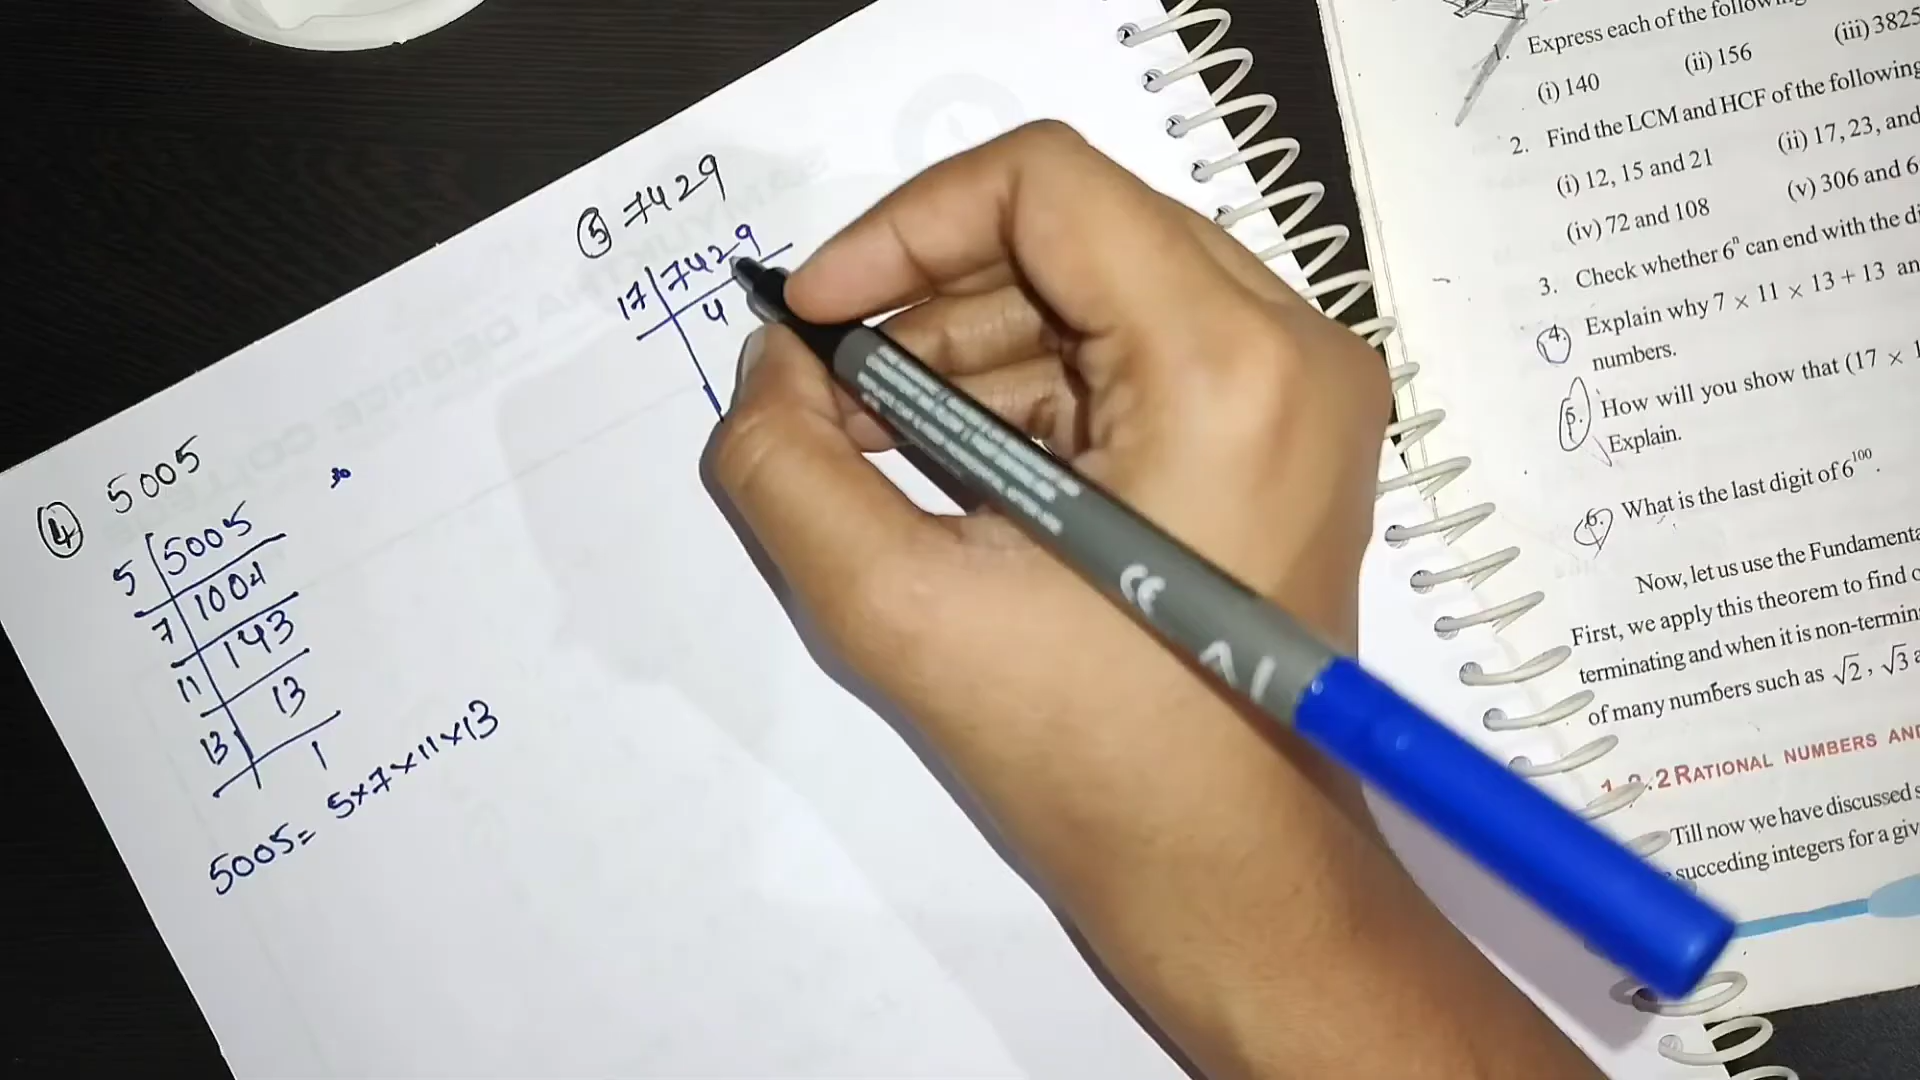 ④ 5005
5 5005
7 1001
11 143
13 13
1
5005 = 5×7×11×13
⑤ 7429
17 7429
4
1. Express each of the following
(i) 140 (ii) 156 (iii) 3825
2. Find the LCM and HCF of the following
(i) 12, 15 and 21 (ii) 17, 23, and
(iv) 72 and 108 (v) 306 and 6
3. Check whether 6ⁿ can end with the di
4. Explain why 7 × 11 × 13 + 13 an
numbers.
5. How will you show that (17 × 1
Explain.
6. What is the last digit of 6¹⁰⁰.
Now, let us use the Fundamenta
First, we apply this theorem to find o
terminating and when it is non-termin
of many numbers such as √2, √3 a
.2 RATIONAL NUMBERS AND
Till now we have discussed s
succeding integers for a giv
CE